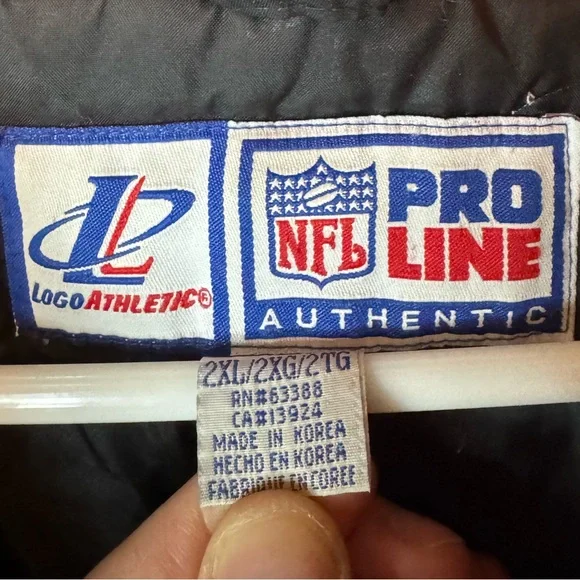 LOGO ATHLETIC®
NFL
PRO
LINE
AUTHENTIC
2XL/2XG/2TG
RN#63388
CA#13924
MADE IN KOREA
HECHO EN KOREA
FABRIQUE EN COREE